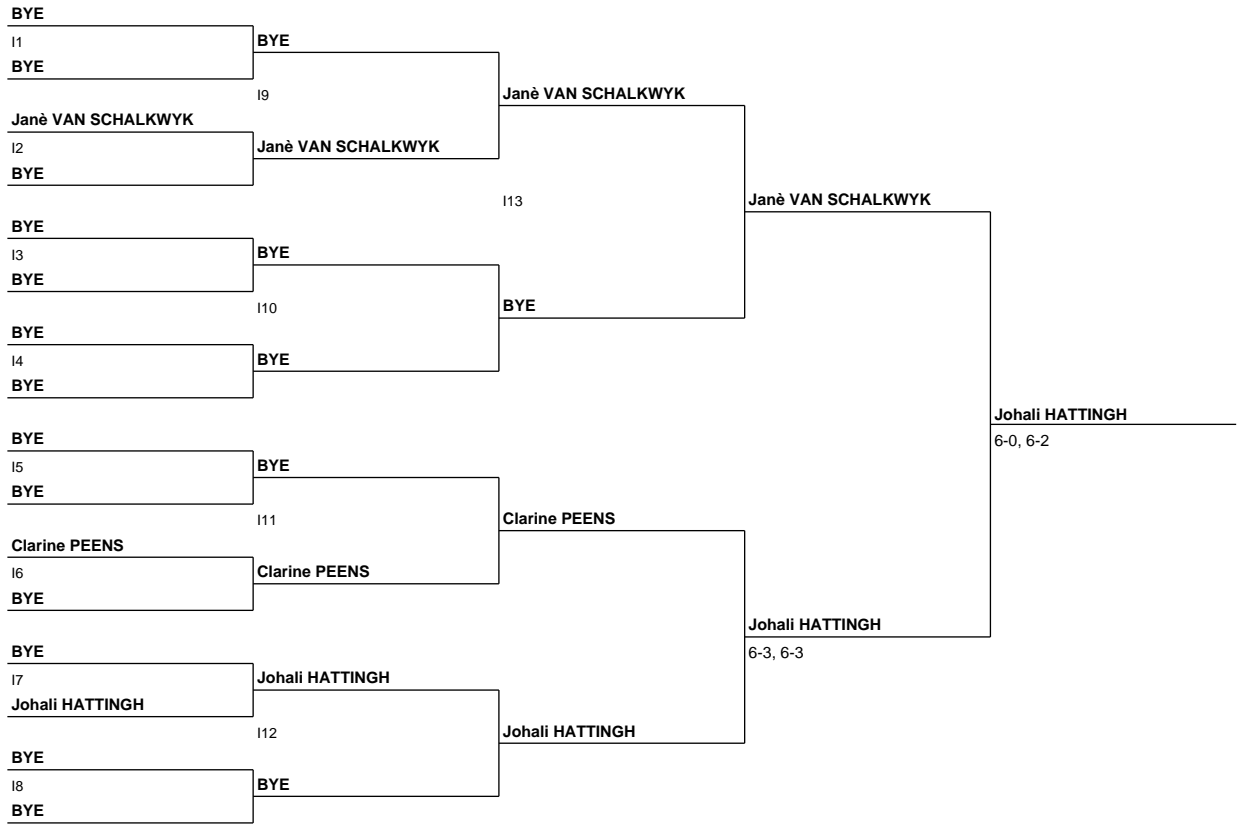 BYE
I1
BYE
BYE
I9
Janè VAN SCHALKWYK
Janè VAN SCHALKWYK
I2
Janè VAN SCHALKWYK
BYE
I13
Janè VAN SCHALKWYK
BYE
I3
BYE
BYE
I10
BYE
BYE
I4
BYE
BYE
Johali HATTINGH
6-0, 6-2
BYE
I5
BYE
BYE
I11
Clarine PEENS
Clarine PEENS
I6
Clarine PEENS
BYE
Johali HATTINGH
6-3, 6-3
BYE
I7
Johali HATTINGH
Johali HATTINGH
I12
Johali HATTINGH
BYE
I8
BYE
BYE